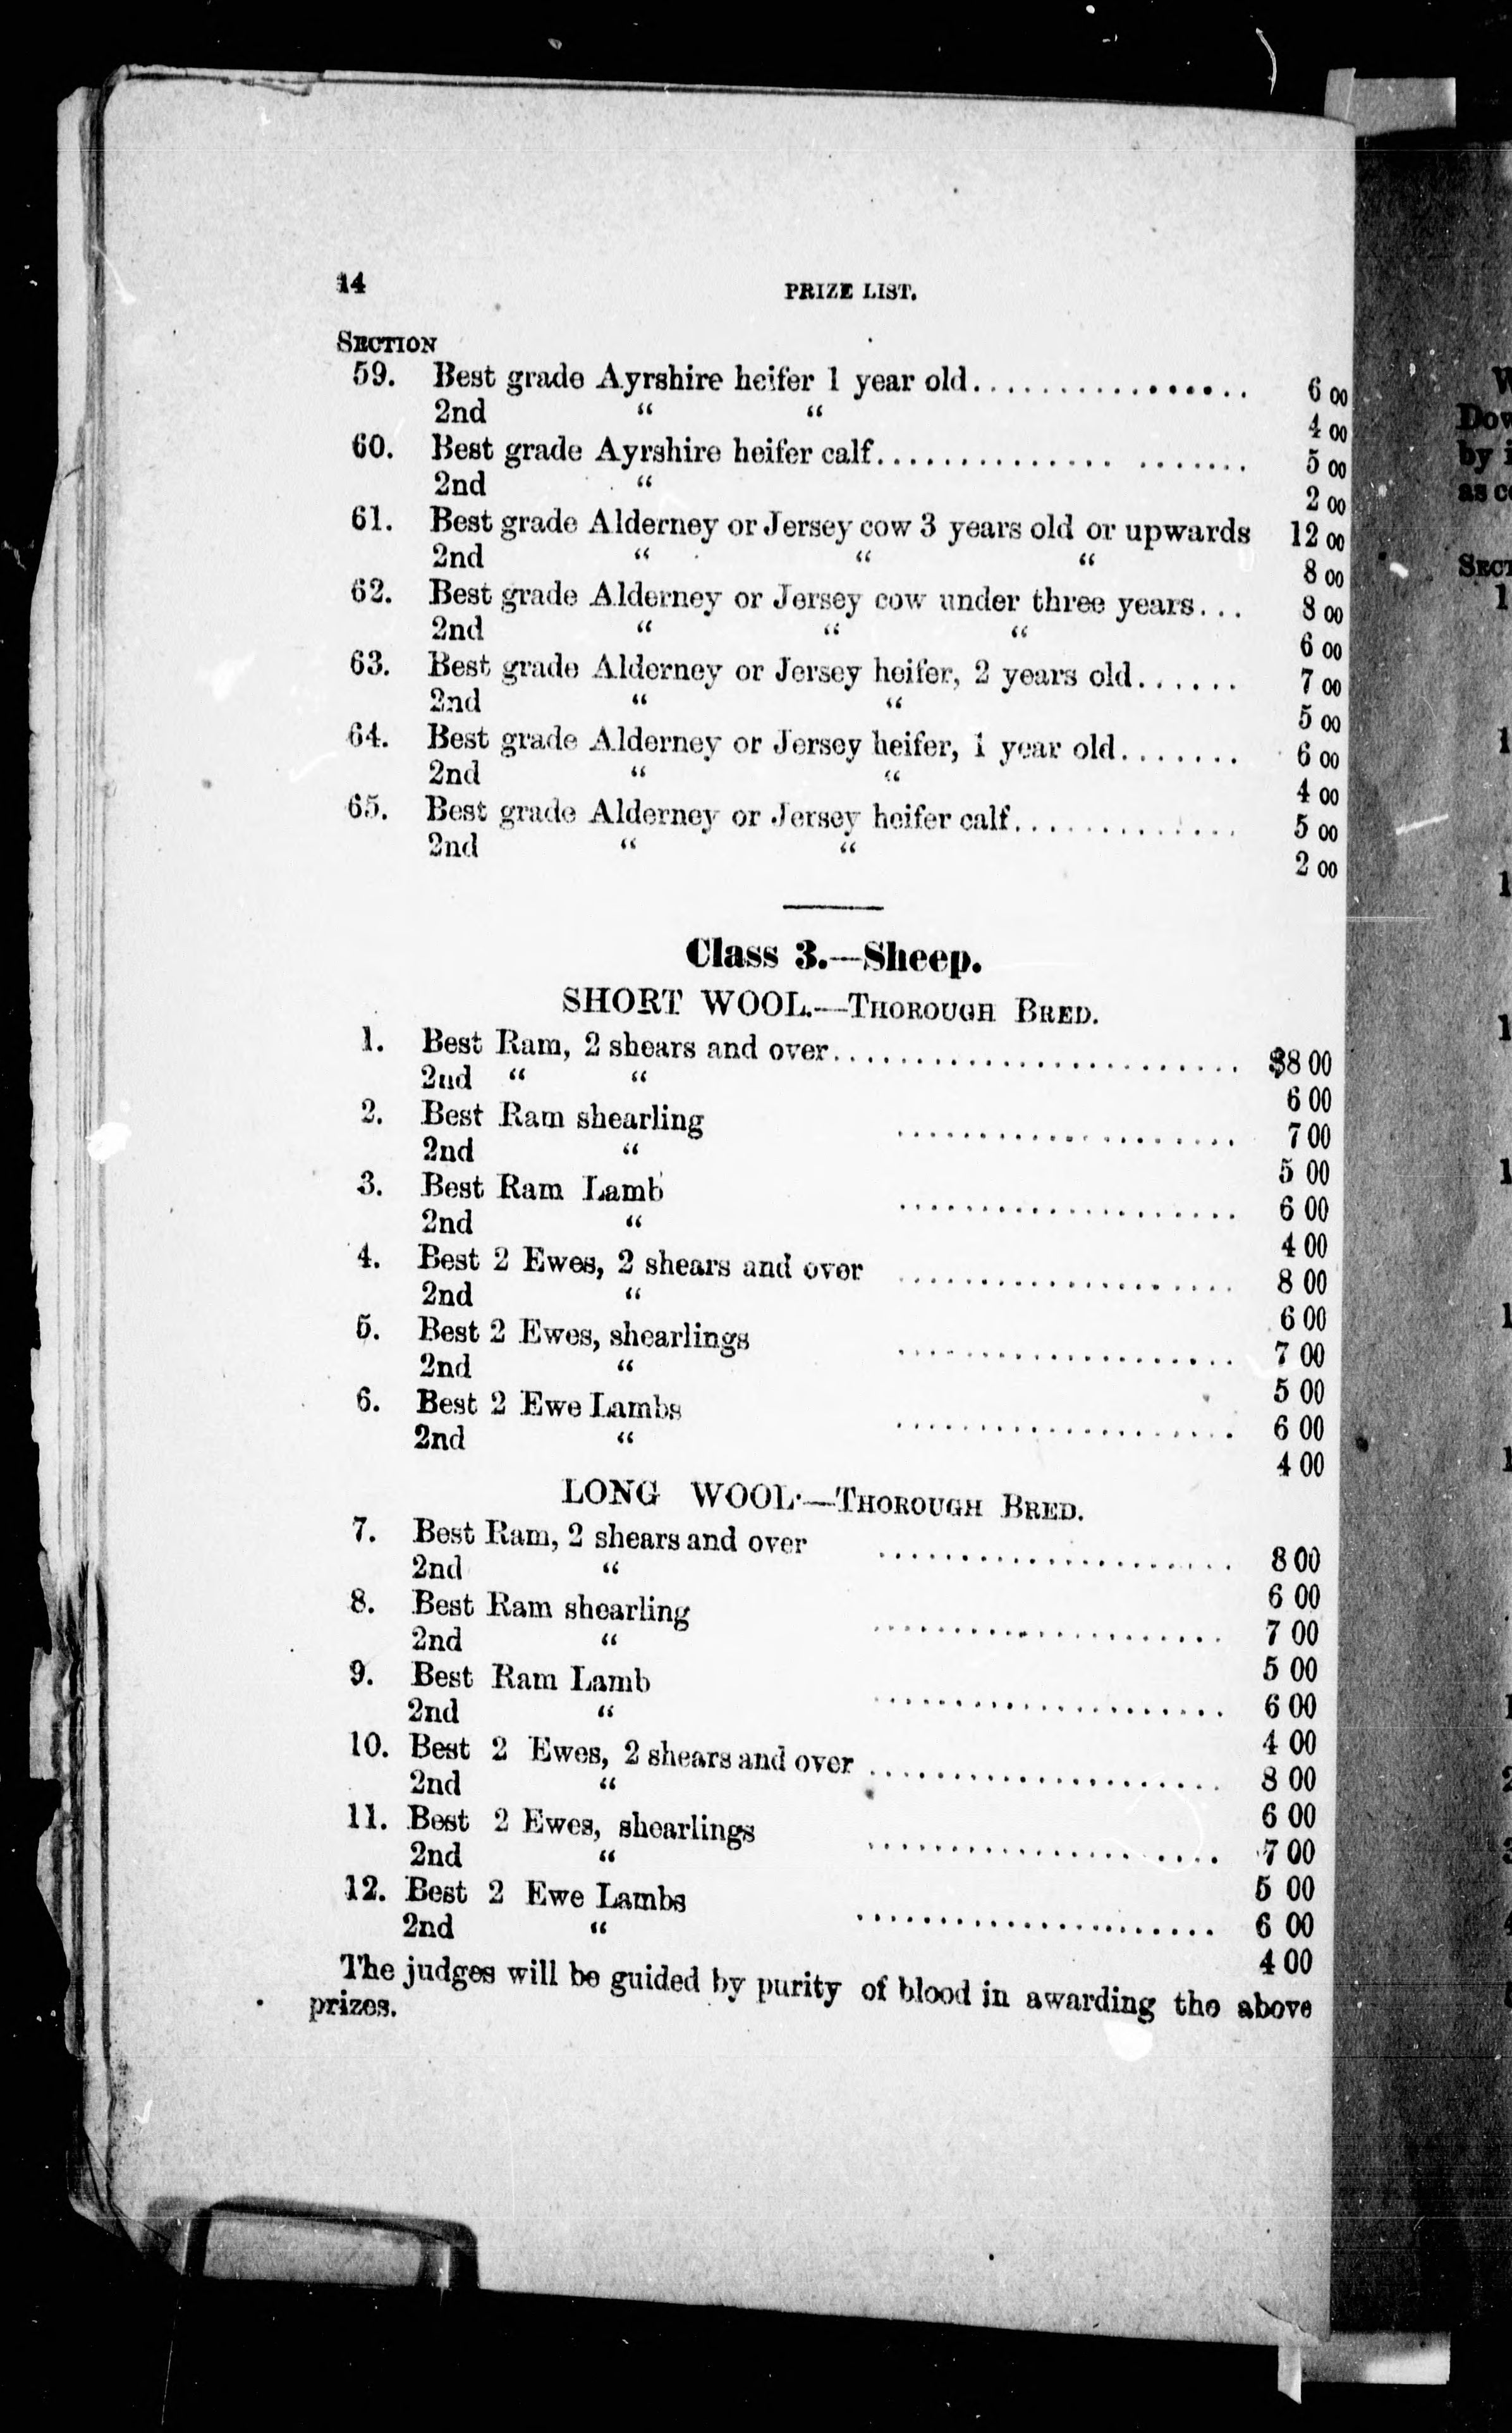 14 PRIZE LIST.
SECTION
59. Best grade Ayrshire heifer 1 year old.................. 6 00
2nd “ “ 4 00
60. Best grade Ayrshire heifer calf.............. ....... 5 00
2nd “ 2 00
61. Best grade Alderney or Jersey cow 3 years old or upwards 12 00
2nd “ “ “ 8 00
62. Best grade Alderney or Jersey cow under three years... 8 00
2nd “ “ “ 6 00
63. Best grade Alderney or Jersey heifer, 2 years old...... 7 00
2nd “ “ 5 00
64. Best grade Alderney or Jersey heifer, 1 year old....... 6 00
2nd “ “ 4 00
65. Best grade Alderney or Jersey heifer calf.............. 5 00
2nd “ “ 2 00
Class 3.—Sheep.
SHORT WOOL.—THOROUGH BRED.
1. Best Ram, 2 shears and over......................... $8 00
2nd “ “ 6 00
2. Best Ram shearling ..................... 7 00
2nd “ 5 00
3. Best Ram Lamb ..................... 6 00
2nd “ 4 00
4. Best 2 Ewes, 2 shears and over ..................... 8 00
2nd “ 6 00
5. Best 2 Ewes, shearlings ..................... 7 00
2nd “ 5 00
6. Best 2 Ewe Lambs ..................... 6 00
2nd “ 4 00
LONG WOOL.—THOROUGH BRED.
7. Best Ram, 2 shears and over ..................... 8 00
2nd “ 6 00
8. Best Ram shearling ..................... 7 00
2nd “ 5 00
9. Best Ram Lamb ..................... 6 00
2nd “ 4 00
10. Best 2 Ewes, 2 shears and over ..................... 8 00
2nd “ 6 00
11. Best 2 Ewes, shearlings ..................... 7 00
2nd “ 5 00
12. Best 2 Ewe Lambs ..................... 6 00
2nd “ 4 00
The judges will be guided by purity of blood in awarding the above
prizes.